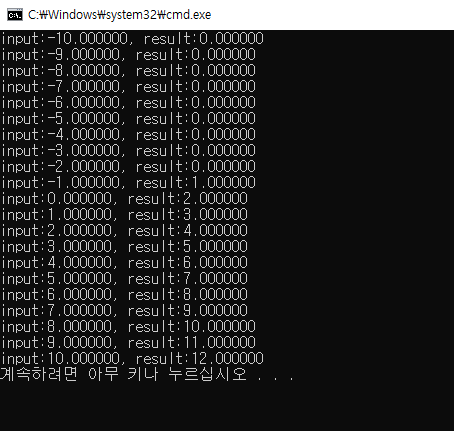 C:₩Windows₩system32₩cmd.exe
input:-10.000000, result:0.000000
input:-9.000000, result:0.000000
input:-8.000000, result:0.000000
input:-7.000000, result:0.000000
input:-6.000000, result:0.000000
input:-5.000000, result:0.000000
input:-4.000000, result:0.000000
input:-3.000000, result:0.000000
input:-2.000000, result:0.000000
input:-1.000000, result:1.000000
input:0.000000, result:2.000000
input:1.000000, result:3.000000
input:2.000000, result:4.000000
input:3.000000, result:5.000000
input:4.000000, result:6.000000
input:5.000000, result:7.000000
input:6.000000, result:8.000000
input:7.000000, result:9.000000
input:8.000000, result:10.000000
input:9.000000, result:11.000000
input:10.000000, result:12.000000
계속하려면 아무 키나 누르십시오 . . .